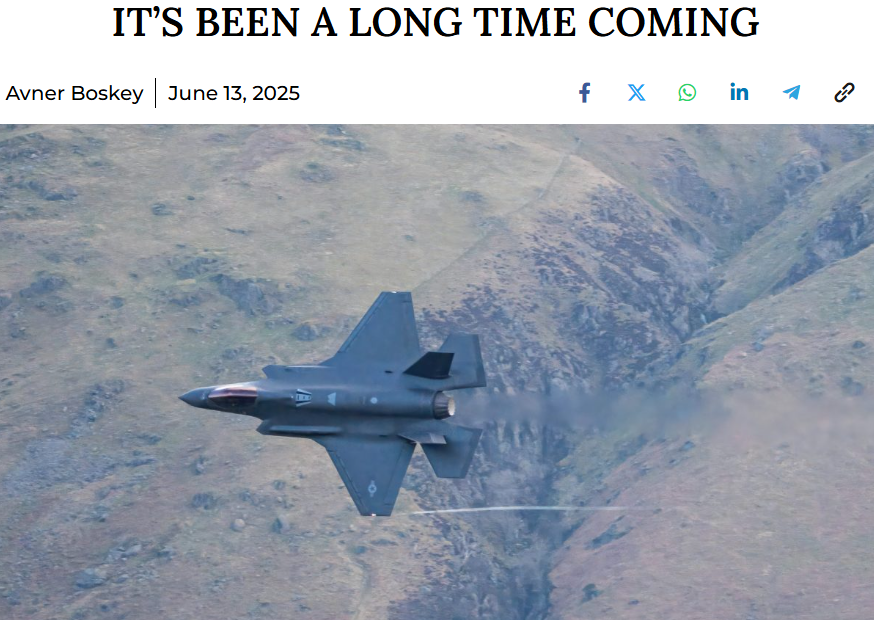 IT’S BEEN A LONG TIME COMING
Avner Boskey | June 13, 2025